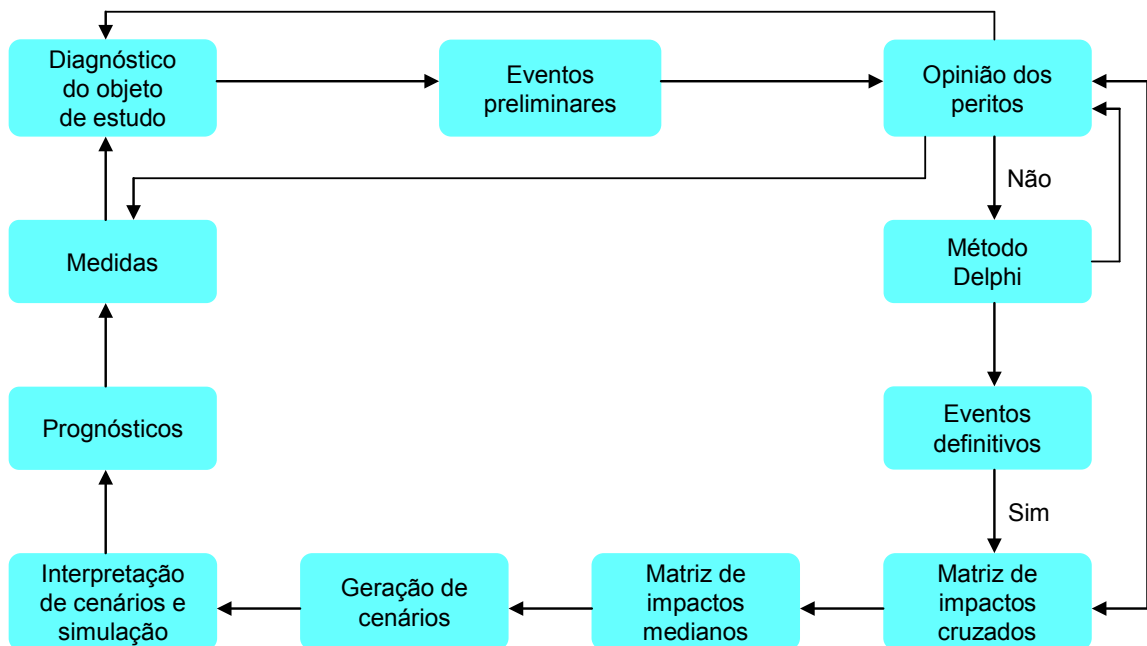 Diagnóstico
do objeto
de estudo
Eventos
preliminares
Opinião dos
peritos
Não
Medidas
Método
Delphi
Prognósticos
Eventos
definitivos
Sim
Interpretação
de cenários e
simulação
Geração de
cenários
Matriz de
impactos
medianos
Matriz de
impactos
cruzados